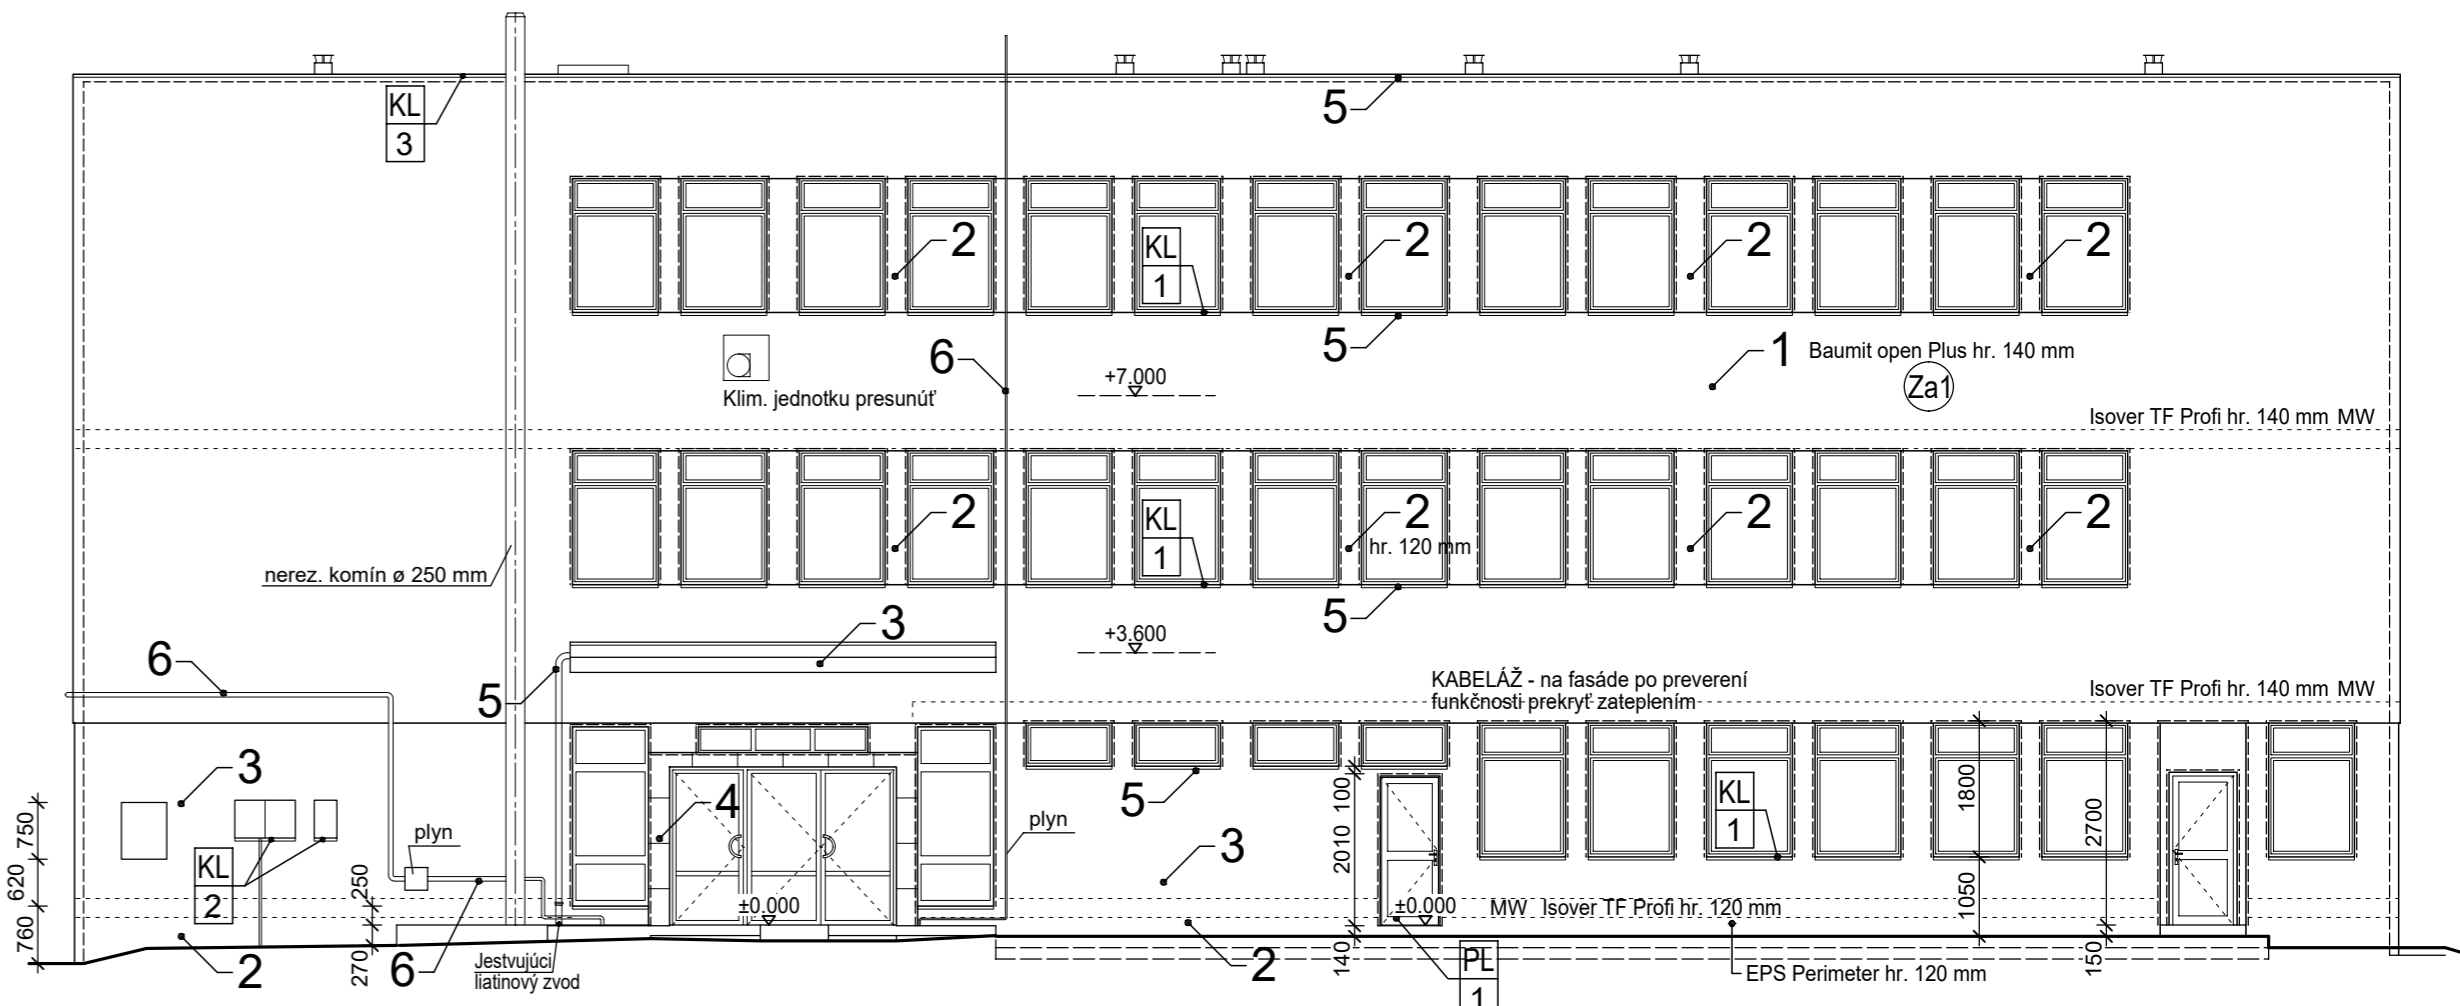 5
KL
3
2
2
2
2
KL
1
5
6
1
Baumit open Plus hr. 140 mm
Za1
+7.000
Klim. jednotku presunúť
Isover TF Profi hr. 140 mm MW
2
2
2
2
KL
1
hr. 120 mm
nerez. komín ø 250 mm
5
3
+3.600
6
5
KABELÁŽ - na fasáde po preverení
funkčnosti prekryť zateplením
Isover TF Profi hr. 140 mm MW
3
4
5
100
1800
2700
KL
1
750
plyn
plyn
3
2010
620
KL
2
250
±0.000
±0.000
MW Isover TF Profi hr. 120 mm
1050
760
2
270
6
Jestvujúci
liatinový zvod
2
140
PL
1
EPS Perimeter hr. 120 mm
150